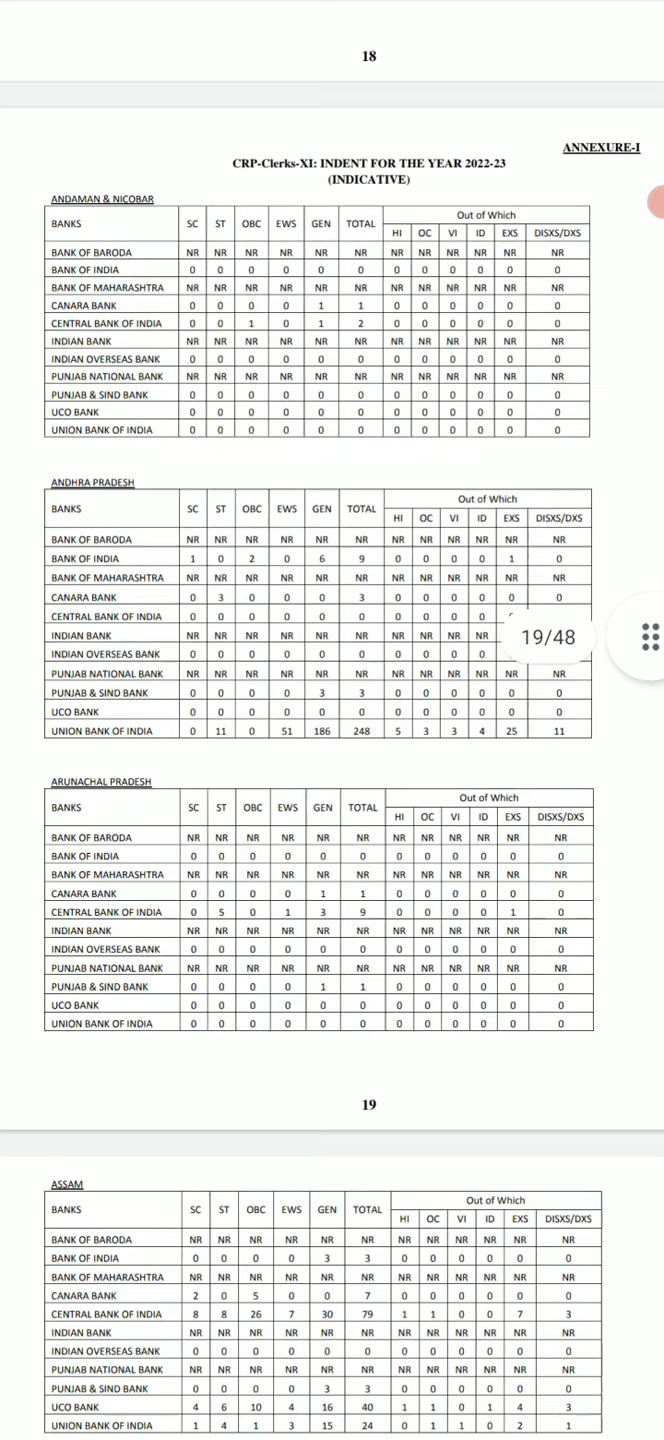 18
ANNEXURE-I
CRP-Clerks-XI: INDENT FOR THE YEAR 2022-23
(INDICATIVE)
ANDAMAN & NICOBAR
BANKS SC ST OBC EWS GEN TOTAL Out of Which
HI OC VI ID EXS DISXS/DXS
BANK OF BARODA NR NR NR NR NR NR NR NR NR NR NR NR
BANK OF INDIA 0 0 0 0 0 0 0 0 0 0 0 0
BANK OF MAHARASHTRA NR NR NR NR NR NR NR NR NR NR NR NR
CANARA BANK 0 0 0 0 1 1 0 0 0 0 0 0
CENTRAL BANK OF INDIA 0 0 1 0 1 2 0 0 0 0 0 0
INDIAN BANK NR NR NR NR NR NR NR NR NR NR NR NR
INDIAN OVERSEAS BANK 0 0 0 0 0 0 0 0 0 0 0 0
PUNJAB NATIONAL BANK NR NR NR NR NR NR NR NR NR NR NR NR
PUNJAB & SIND BANK 0 0 0 0 0 0 0 0 0 0 0 0
UCO BANK 0 0 0 0 0 0 0 0 0 0 0 0
UNION BANK OF INDIA 0 0 0 0 0 0 0 0 0 0 0 0
ANDHRA PRADESH
BANKS SC ST OBC EWS GEN TOTAL Out of Which
HI OC VI ID EXS DISXS/DXS
BANK OF BARODA NR NR NR NR NR NR NR NR NR NR NR NR
BANK OF INDIA 1 0 2 0 6 9 0 0 0 0 1 0
BANK OF MAHARASHTRA NR NR NR NR NR NR NR NR NR NR NR NR
CANARA BANK 0 3 0 0 0 3 0 0 0 0 0 0
CENTRAL BANK OF INDIA 0 0 0 0 0 0 0 0 0 0
INDIAN BANK NR NR NR NR NR NR NR NR NR NR
19/48
INDIAN OVERSEAS BANK 0 0 0 0 0 0 0 0 0 0
PUNJAB NATIONAL BANK NR NR NR NR NR NR NR NR NR NR NR NR
PUNJAB & SIND BANK 0 0 0 0 3 3 0 0 0 0 0 0
UCO BANK 0 0 0 0 0 0 0 0 0 0 0 0
UNION BANK OF INDIA 0 11 0 51 186 248 5 3 3 4 25 11
ARUNACHAL PRADESH
BANKS SC ST OBC EWS GEN TOTAL Out of Which
HI OC VI ID EXS DISXS/DXS
BANK OF BARODA NR NR NR NR NR NR NR NR NR NR NR NR
BANK OF INDIA 0 0 0 0 0 0 0 0 0 0 0 0
BANK OF MAHARASHTRA NR NR NR NR NR NR NR NR NR NR NR NR
CANARA BANK 0 0 0 0 1 1 0 0 0 0 0 0
CENTRAL BANK OF INDIA 0 5 0 1 3 9 0 0 0 0 1 0
INDIAN BANK NR NR NR NR NR NR NR NR NR NR NR NR
INDIAN OVERSEAS BANK 0 0 0 0 0 0 0 0 0 0 0 0
PUNJAB NATIONAL BANK NR NR NR NR NR NR NR NR NR NR NR NR
PUNJAB & SIND BANK 0 0 0 0 1 1 0 0 0 0 0 0
UCO BANK 0 0 0 0 0 0 0 0 0 0 0 0
UNION BANK OF INDIA 0 0 0 0 0 0 0 0 0 0 0 0
19
ASSAM
BANKS SC ST OBC EWS GEN TOTAL Out of Which
HI OC VI ID EXS DISXS/DXS
BANK OF BARODA NR NR NR NR NR NR NR NR NR NR NR NR
BANK OF INDIA 0 0 0 0 3 3 0 0 0 0 0 0
BANK OF MAHARASHTRA NR NR NR NR NR NR NR NR NR NR NR NR
CANARA BANK 2 0 5 0 0 7 0 0 0 0 0 0
CENTRAL BANK OF INDIA 8 8 26 7 30 79 1 1 0 0 7 3
INDIAN BANK NR NR NR NR NR NR NR NR NR NR NR NR
INDIAN OVERSEAS BANK 0 0 0 0 0 0 0 0 0 0 0 0
PUNJAB NATIONAL BANK NR NR NR NR NR NR NR NR NR NR NR NR
PUNJAB & SIND BANK 0 0 0 0 3 3 0 0 0 0 0 0
UCO BANK 4 6 10 4 16 40 1 1 0 1 4 3
UNION BANK OF INDIA 1 4 1 3 15 24 0 1 1 0 2 1